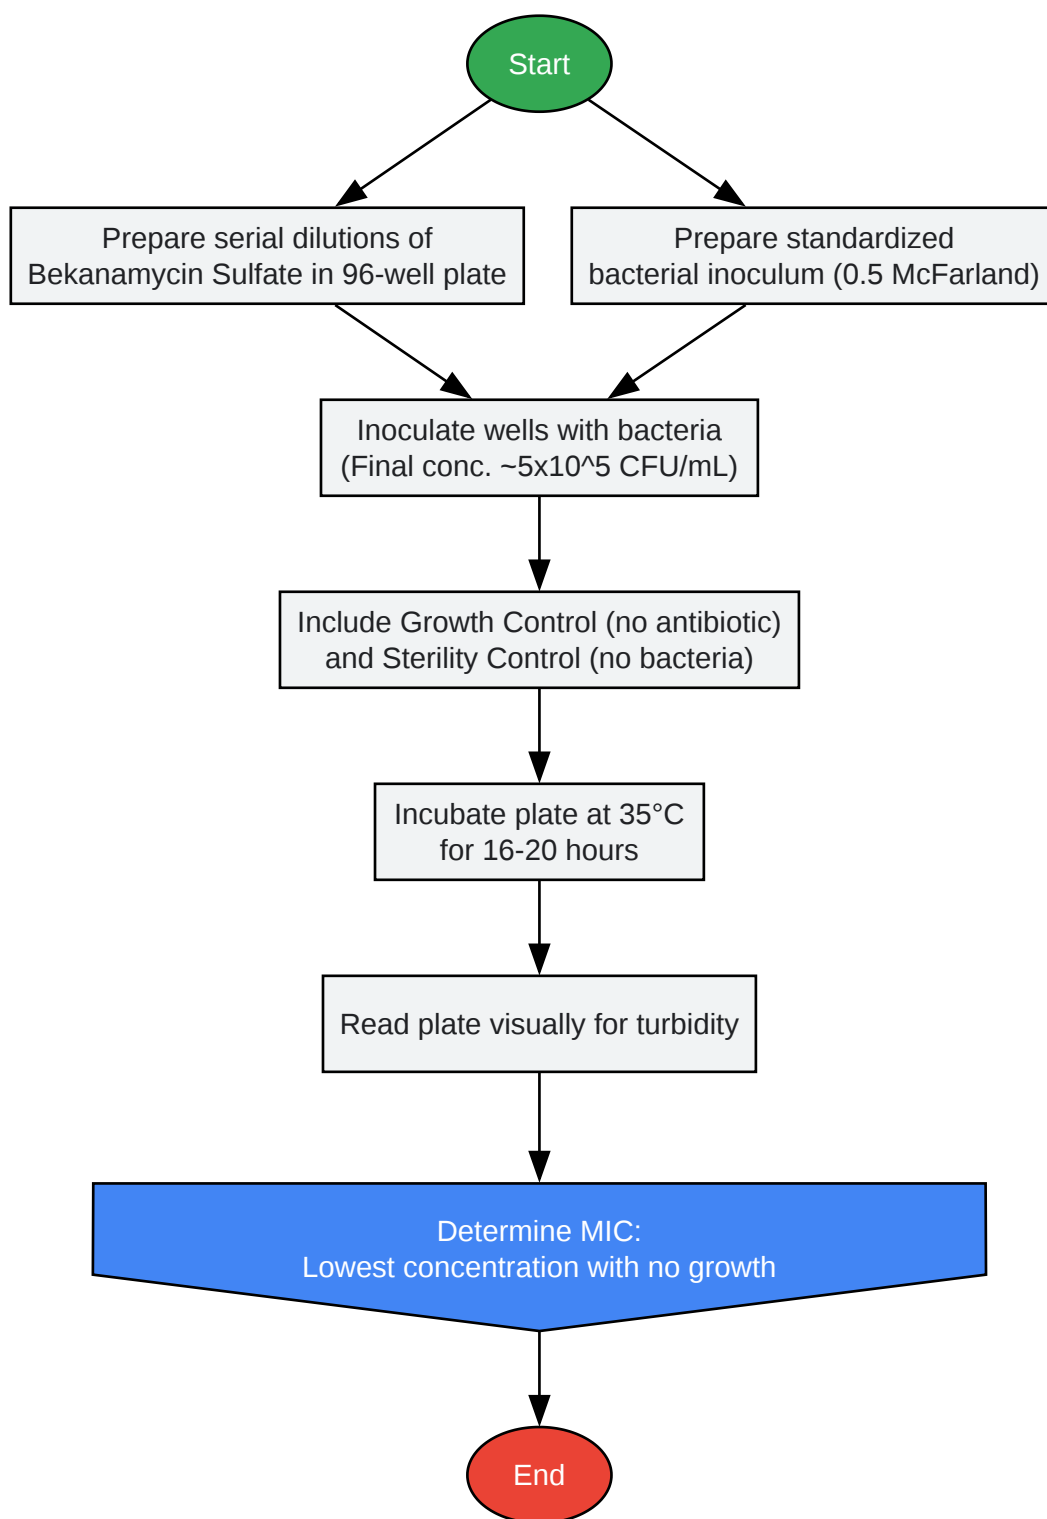 Start
Prepare serial dilutions of
Bekanamycin Sulfate in 96-well plate
Prepare standardized
bacterial inoculum (0.5 McFarland)
Inoculate wells with bacteria
(Final conc. ~5x10^5 CFU/mL)
Include Growth Control (no antibiotic)
and Sterility Control (no bacteria)
Incubate plate at 35°C
for 16-20 hours
Read plate visually for turbidity
Determine MIC:
Lowest concentration with no growth
End